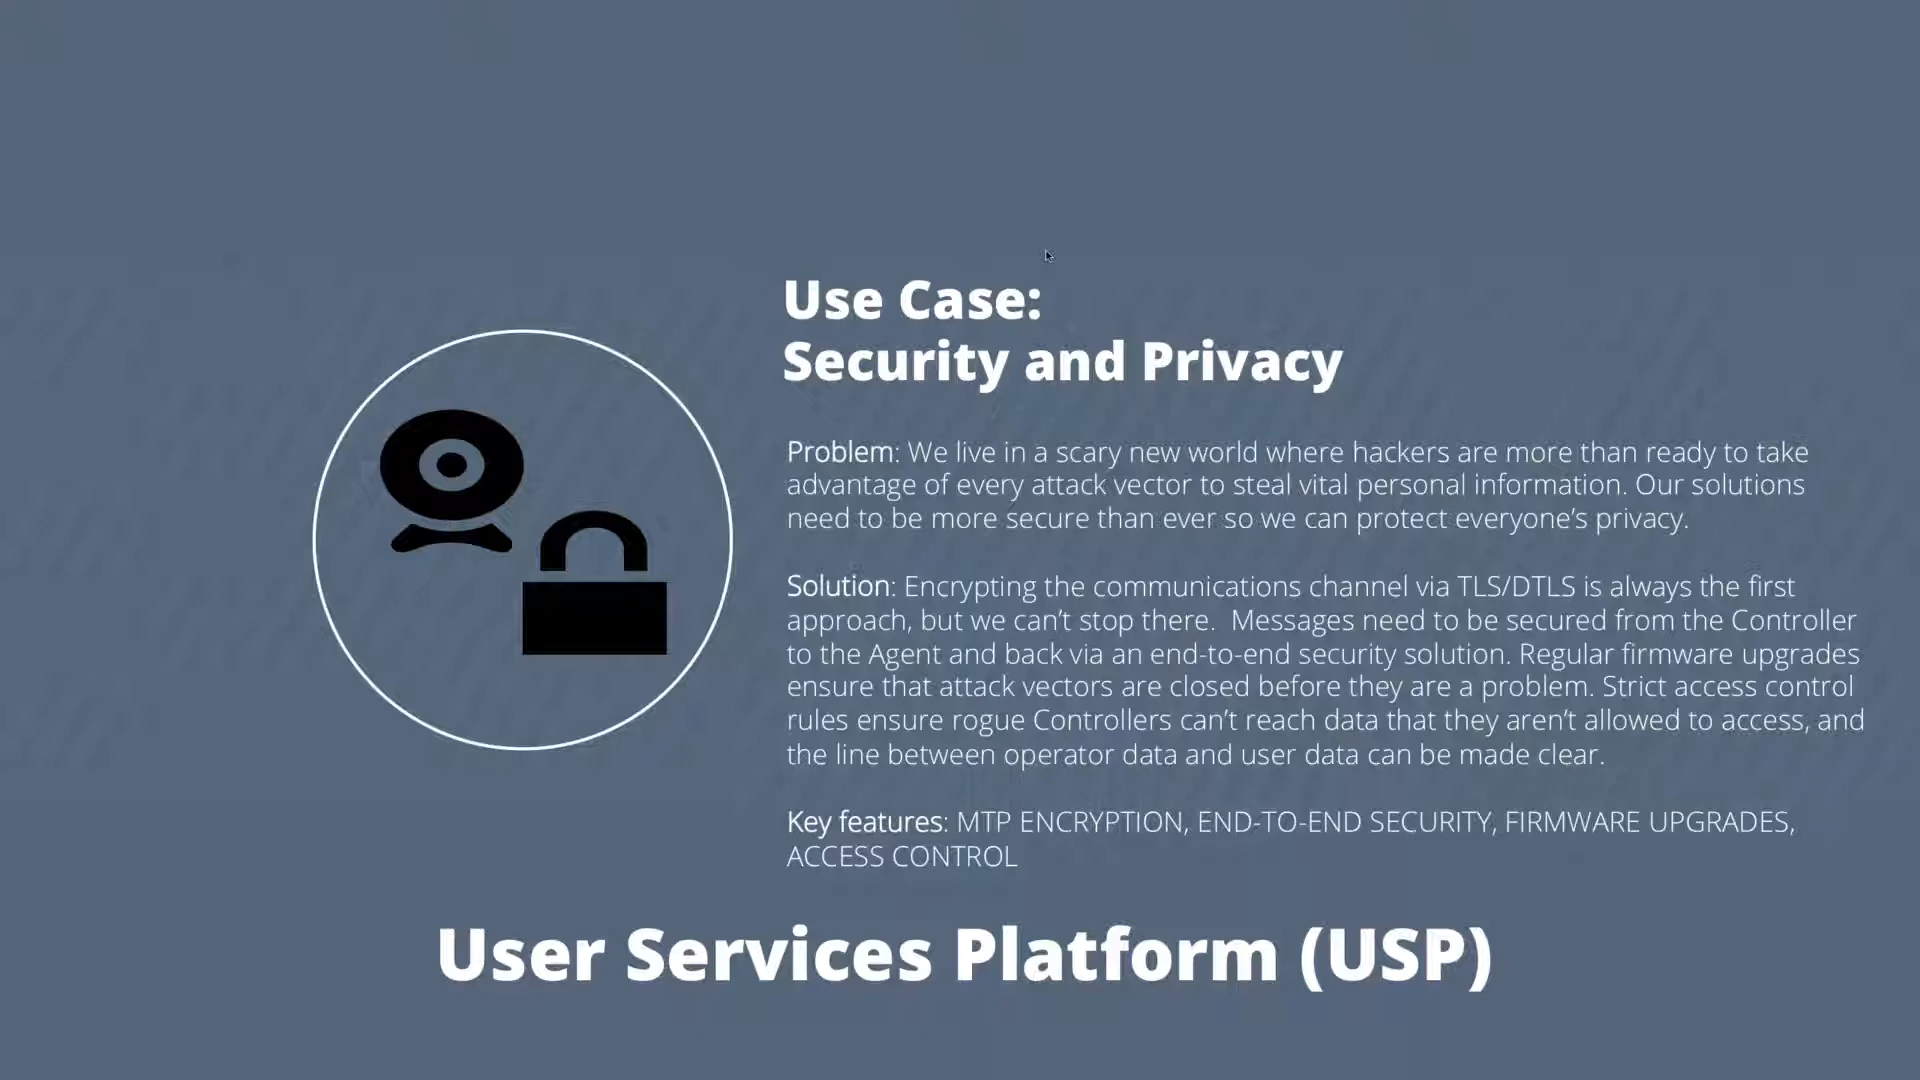 Use Case:
Security and Privacy
Problem: We live in a scary new world where hackers are more than ready to take
advantage of every attack vector to steal vital personal information. Our solutions
need to be more secure than ever so we can protect everyone’s privacy.
Solution: Encrypting the communications channel via TLS/DTLS is always the first
approach, but we can’t stop there.  Messages need to be secured from the Controller
to the Agent and back via an end-to-end security solution. Regular firmware upgrades
ensure that attack vectors are closed before they are a problem. Strict access control
rules ensure rogue Controllers can’t reach data that they aren’t allowed to access, and
the line between operator data and user data can be made clear.
Key features: MTP ENCRYPTION, END-TO-END SECURITY, FIRMWARE UPGRADES,
ACCESS CONTROL
User Services Platform (USP)